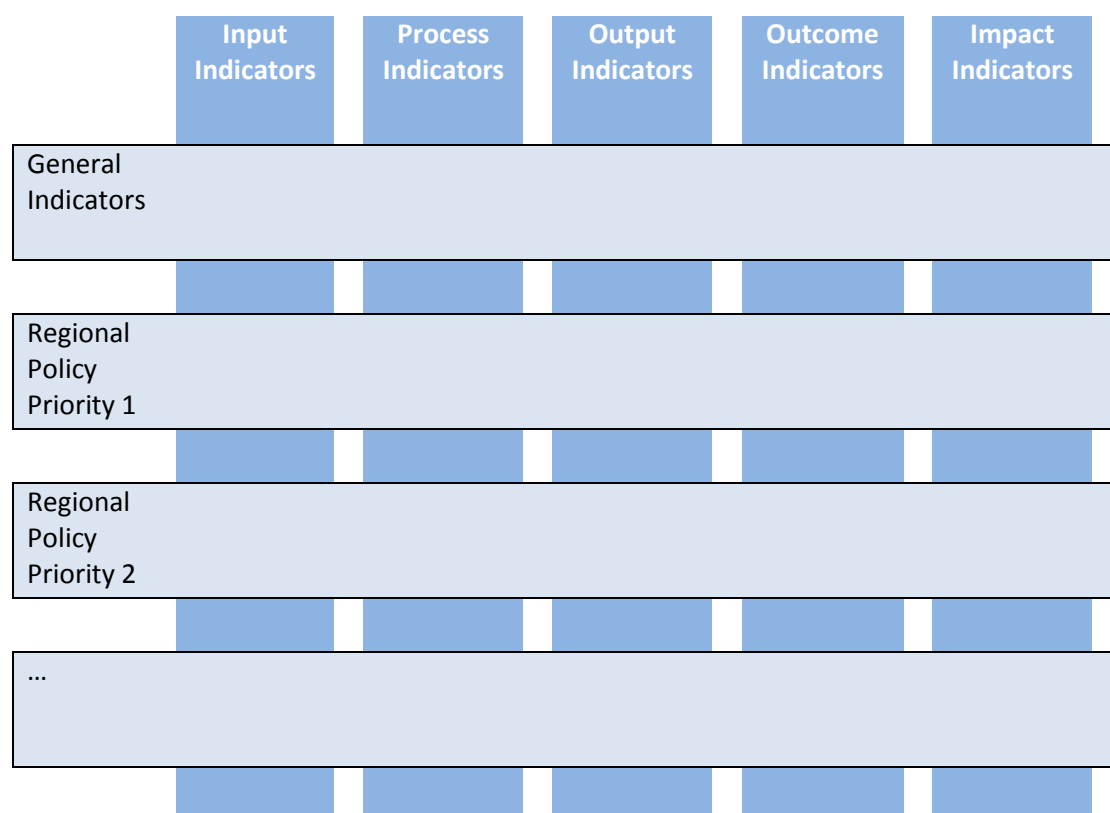 Input
Indicators
Process
Indicators
Output
Indicators
Outcome
Indicators
Impact
Indicators
General
Indicators
Regional
Policy
Priority 1
Regional
Policy
Priority 2
...